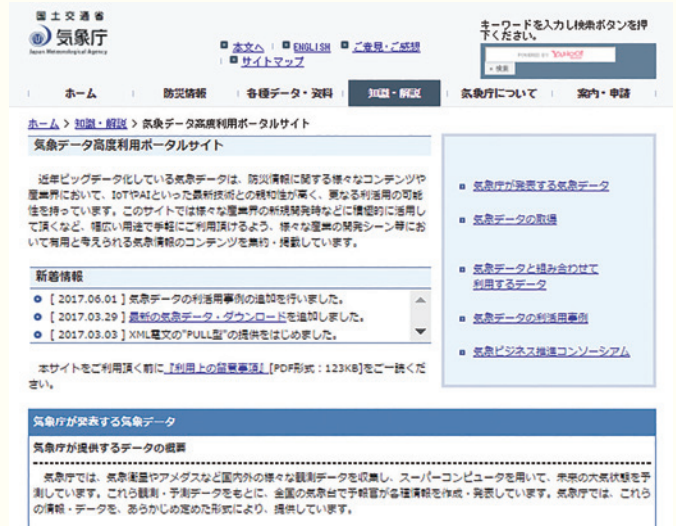 国土交通省
気象庁
Japan Meteorological Agency
本文へ ENGLISH ご意見・ご感想
サイトマップ
キーワードを入力し検索ボタンを押
下ください。
POWERED BY YAHOO!
検索
ホーム 防災情報 各種データ・資料 知識・解説 気象庁について 案内・申請
ホーム > 知識・解説 > 気象データ高度利用ポータルサイト
気象データ高度利用ポータルサイト
近年ビッグデータ化している気象データは、防災情報に関する様々なコンテンツや
産業界において、IoTやAIといった最新技術との親和性が高く、更なる利活用の可能
性を持っています。このサイトでは様々な産業界の新規開発時などに積極的に活用し
て頂くなど、幅広い用途で手軽にご利用頂けるよう、様々な産業の開発シーン等にお
いて有用と考えられる気象情報のコンテンツを集約・掲載しています。
新着情報
[ 2017.06.01 ] 気象データの利活用事例の追加を行いました。
[ 2017.03.29 ] 最新の気象データ・ダウンロードを追加しました。
[ 2017.03.03 ] XML電文の"PULL型"の提供をはじめました。
本サイトをご利用頂く前に『利用上の留意事項』[PDF形式：123KB]をご一読くだ
さい。
気象庁が発表する気象データ
気象データの取得
気象データと組み合わせて
利用するデータ
気象データの利活用事例
気象ビジネス推進コンソーシアム
気象庁が発表する気象データ
気象庁が提供するデータの概要
気象庁では、気象衛星やアメダスなど国内外の様々な観測データを収集し、スーパーコンピュータを用いて、未来の大気状態を予
測しています。これら観測・予測データをもとに、全国の気象台で予報官が各種情報を作成・発表しています。気象庁では、これら
の情報・データを、あらかじめ定めた形式により、提供しています。